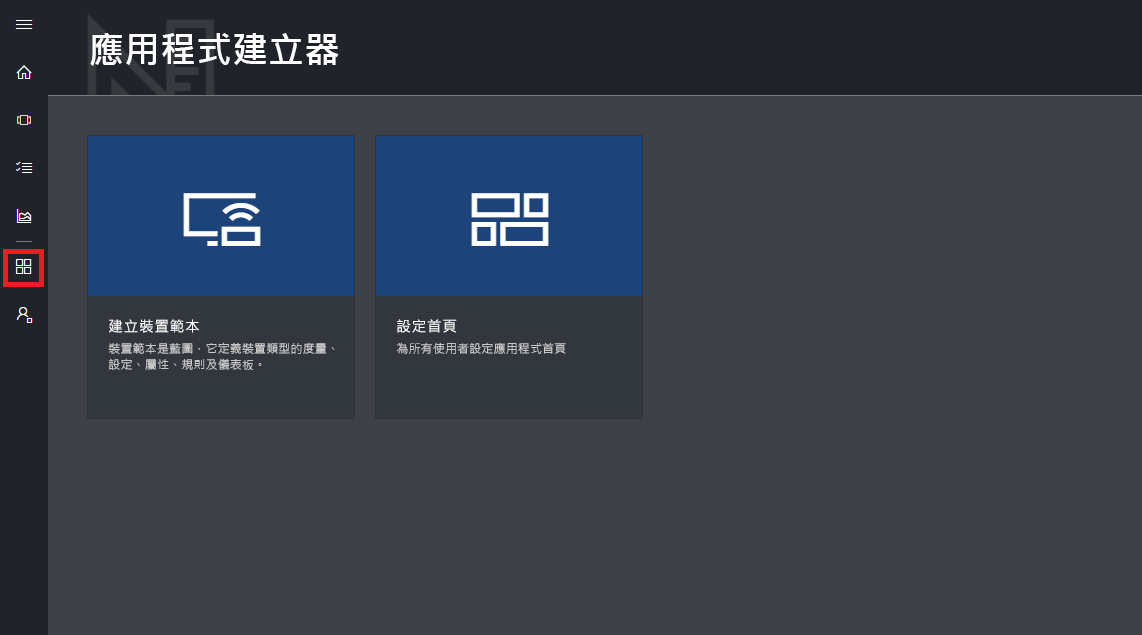 應用程式建立器
建立裝置範本
裝置範本是藍圖，它定義裝置類型的度量、
設定、屬性、規則及儀表板。
設定首頁
為所有使用者設定應用程式首頁